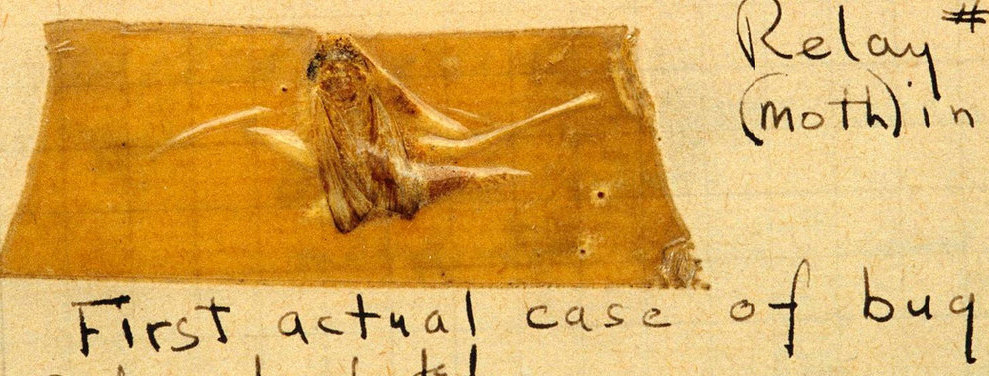 Relay #
(moth) in
First actual case of bug